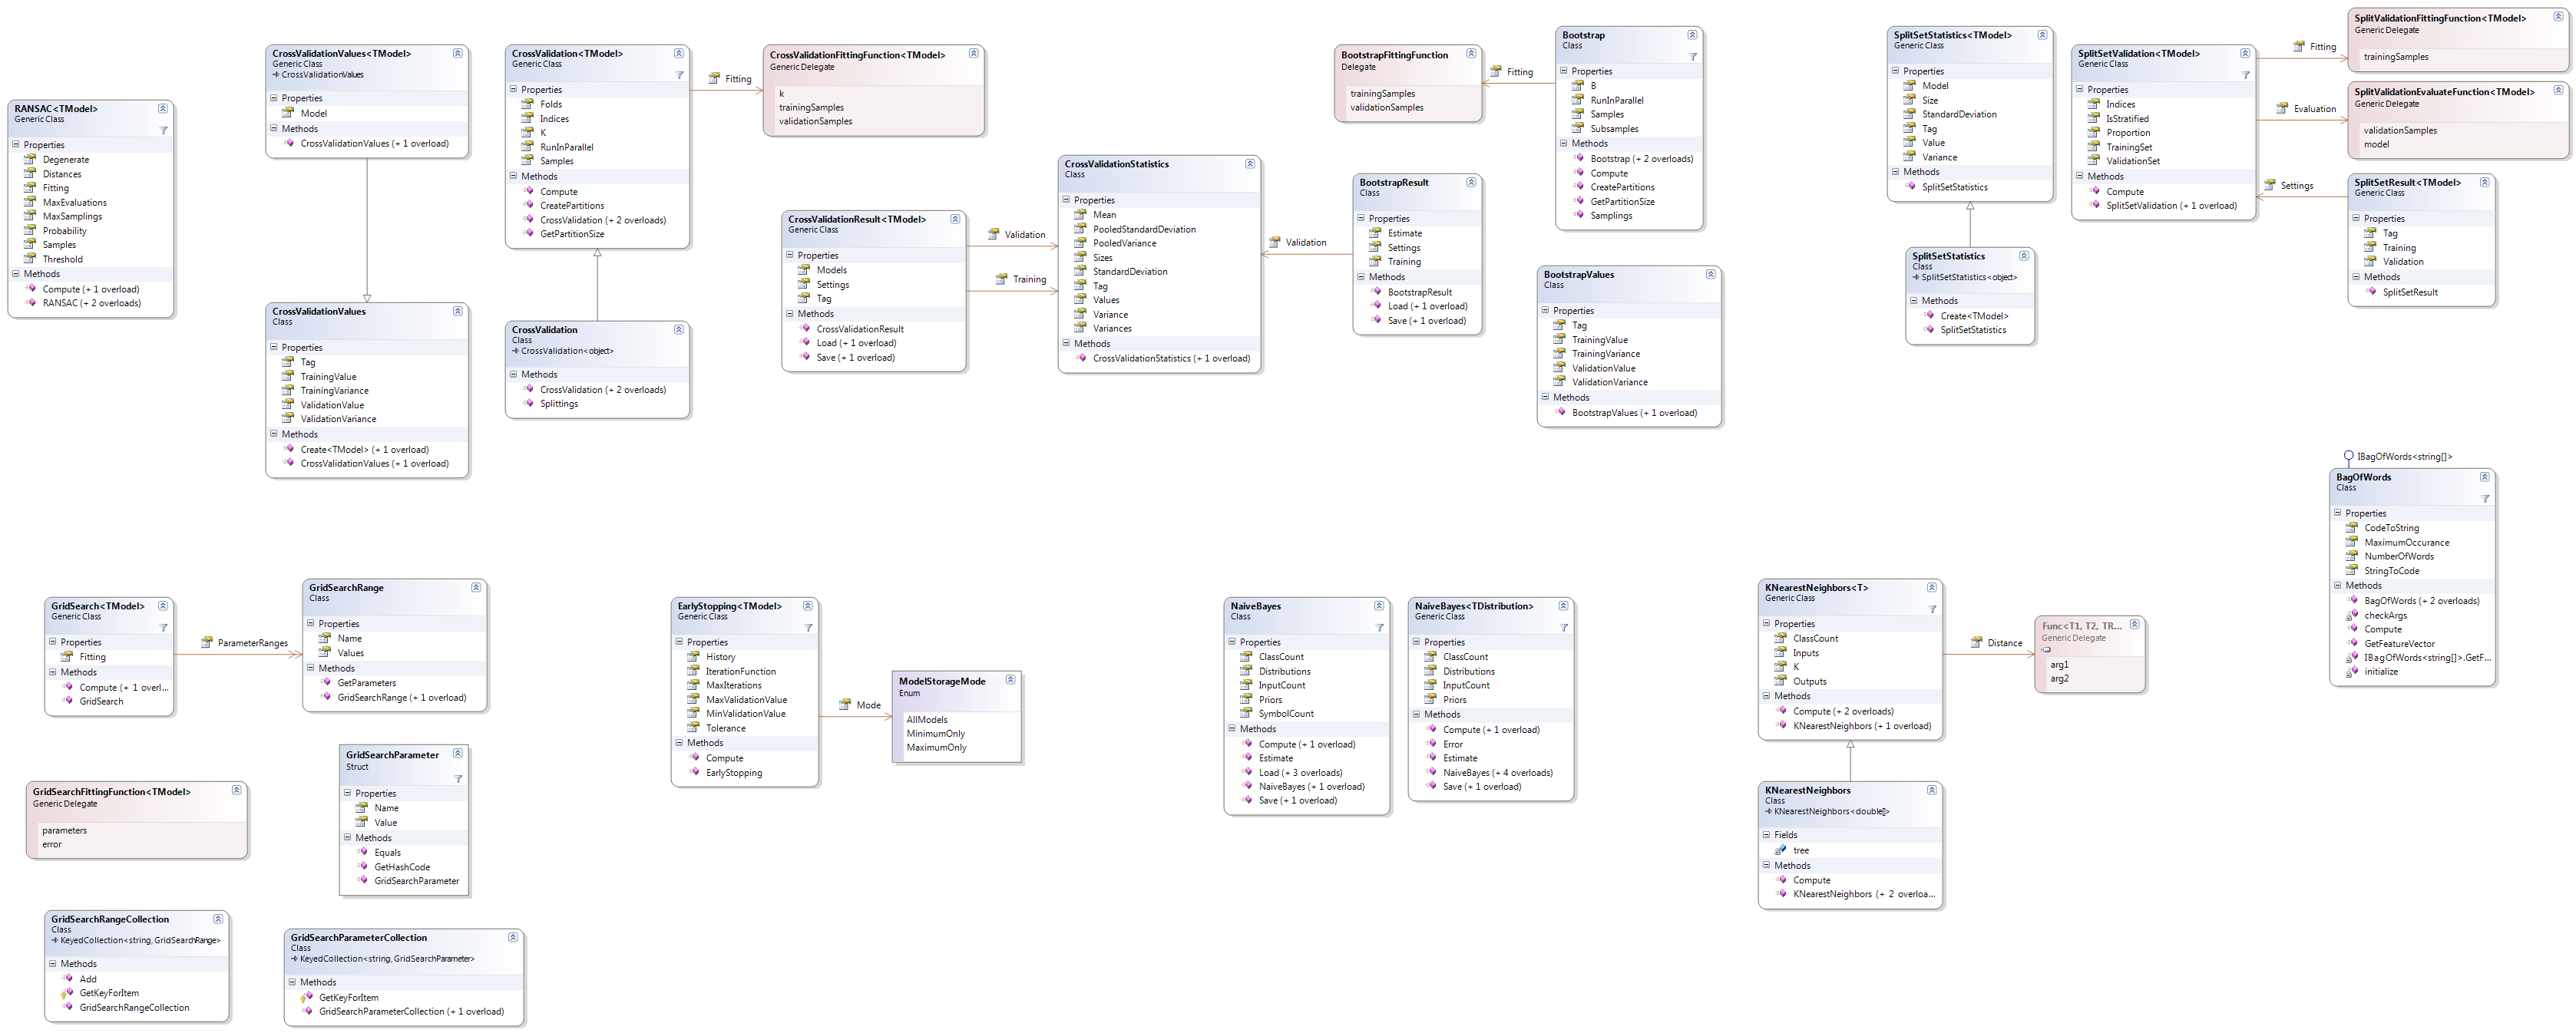 RANSAC<TModel>
Generic Class
Properties
Degenerate
Distances
Fitting
MaxEvaluations
MaxSamplings
Probability
Samples
Threshold
Methods
Compute (+ 1 overload)
RANSAC (+ 2 overloads)
CrossValidationValues<TModel>
Generic Class
CrossValidationValues
Properties
Model
Methods
CrossValidationValues (+ 1 overload)
CrossValidationValues
Class
Properties
Tag
TrainingValue
TrainingVariance
ValidationValue
ValidationVariance
Methods
Create<TModel> (+ 1 overload)
CrossValidationValues (+ 1 overload)
CrossValidation<TModel>
Generic Class
Properties
Folds
Indices
K
RunInParallel
Samples
Methods
Compute
CreatePartitions
CrossValidation (+ 2 overloads)
GetPartitionSize
Fitting
CrossValidation
Class
CrossValidation<object>
Methods
CrossValidation (+ 2 overloads)
Splittings
CrossValidationFittingFunction<TModel>
Generic Delegate
k
trainingSamples
validationSamples
CrossValidationResult<TModel>
Generic Class
Properties
Models
Settings
Tag
Methods
CrossValidationResult
Load (+ 1 overload)
Save (+ 1 overload)
Validation
Training
CrossValidationStatistics
Class
Properties
Mean
PooledStandardDeviation
PooledVariance
Sizes
StandardDeviation
Tag
Values
Variance
Variances
Methods
CrossValidationStatistics (+ 1 overload)
Validation
BootstrapFittingFunction
Delegate
trainingSamples
validationSamples
Fitting
BootstrapResult
Class
Properties
Estimate
Settings
Training
Methods
BootstrapResult
Load (+ 1 overload)
Save (+ 1 overload)
Bootstrap
Class
Properties
B
RunInParallel
Samples
Subsamples
Methods
Bootstrap (+ 2 overloads)
Compute
CreatePartitions
GetPartitionSize
Samplings
BootstrapValues
Class
Properties
Tag
TrainingValue
TrainingVariance
ValidationValue
ValidationVariance
Methods
BootstrapValues (+ 1 overload)
SplitSetStatistics<TModel>
Generic Class
Properties
Model
Size
StandardDeviation
Tag
Value
Variance
Methods
SplitSetStatistics
SplitSetStatistics
Class
SplitSetStatistics<object>
Methods
Create<TModel>
SplitSetStatistics
SplitSetValidation<TModel>
Generic Class
Properties
Indices
IsStratified
Proportion
TrainingSet
ValidationSet
Methods
Compute
SplitSetValidation (+ 1 overload)
Fitting
Evaluation
Settings
SplitValidationFittingFunction<TModel>
Generic Delegate
trainingSamples
SplitValidationEvaluateFunction<TModel>
Generic Delegate
validationSamples
model
SplitSetResult<TModel>
Generic Class
Properties
Tag
Training
Validation
Methods
SplitSetResult
IBagOfWords<string[]>
BagOfWords
Class
Properties
CodeToString
MaximumOccurance
NumberOfWords
StringToCode
Methods
BagOfWords (+ 2 overloads)
checkArgs
Compute
GetFeatureVector
IBagOfWords<string[]>.GetF...
initialize
GridSearch<TModel>
Generic Class
Properties
Fitting
Methods
Compute (+ 1 overl...
GridSearch
ParameterRanges
GridSearchRange
Class
Properties
Name
Values
Methods
GetParameters
GridSearchRange (+ 1 overload)
GridSearchParameter
Struct
Properties
Name
Value
Methods
Equals
GetHashCode
GridSearchParameter
GridSearchFittingFunction<TModel>
Generic Delegate
parameters
error
GridSearchRangeCollection
Class
KeyedCollection<string, GridSearchRange>
Methods
Add
GetKeyForItem
GridSearchRangeCollection
GridSearchParameterCollection
Class
KeyedCollection<string, GridSearchParameter>
Methods
GetKeyForItem
GridSearchParameterCollection (+ 1 overload)
EarlyStopping<TModel>
Generic Class
Properties
History
IterationFunction
MaxIterations
MaxValidationValue
MinValidationValue
Tolerance
Methods
Compute
EarlyStopping
Mode
ModelStorageMode
Enum
AllModels
MinimumOnly
MaximumOnly
NaiveBayes
Class
Properties
ClassCount
Distributions
InputCount
Priors
SymbolCount
Methods
Compute (+ 1 overload)
Estimate
Load (+ 3 overloads)
NaiveBayes (+ 1 overload)
Save (+ 1 overload)
NaiveBayes<TDistribution>
Generic Class
Properties
ClassCount
Distributions
InputCount
Priors
Methods
Compute (+ 1 overload)
Error
Estimate
NaiveBayes (+ 4 overloads)
Save (+ 1 overload)
KNearestNeighbors<T>
Generic Class
Properties
ClassCount
Inputs
K
Outputs
Methods
Compute (+ 2 overloads)
KNearestNeighbors (+ 1 overload)
Distance
Func<T1, T2, TR...
Generic Delegate
arg1
arg2
KNearestNeighbors
Class
KNearestNeighbors<double[]>
Fields
tree
Methods
Compute
KNearestNeighbors (+ 2 overloa...